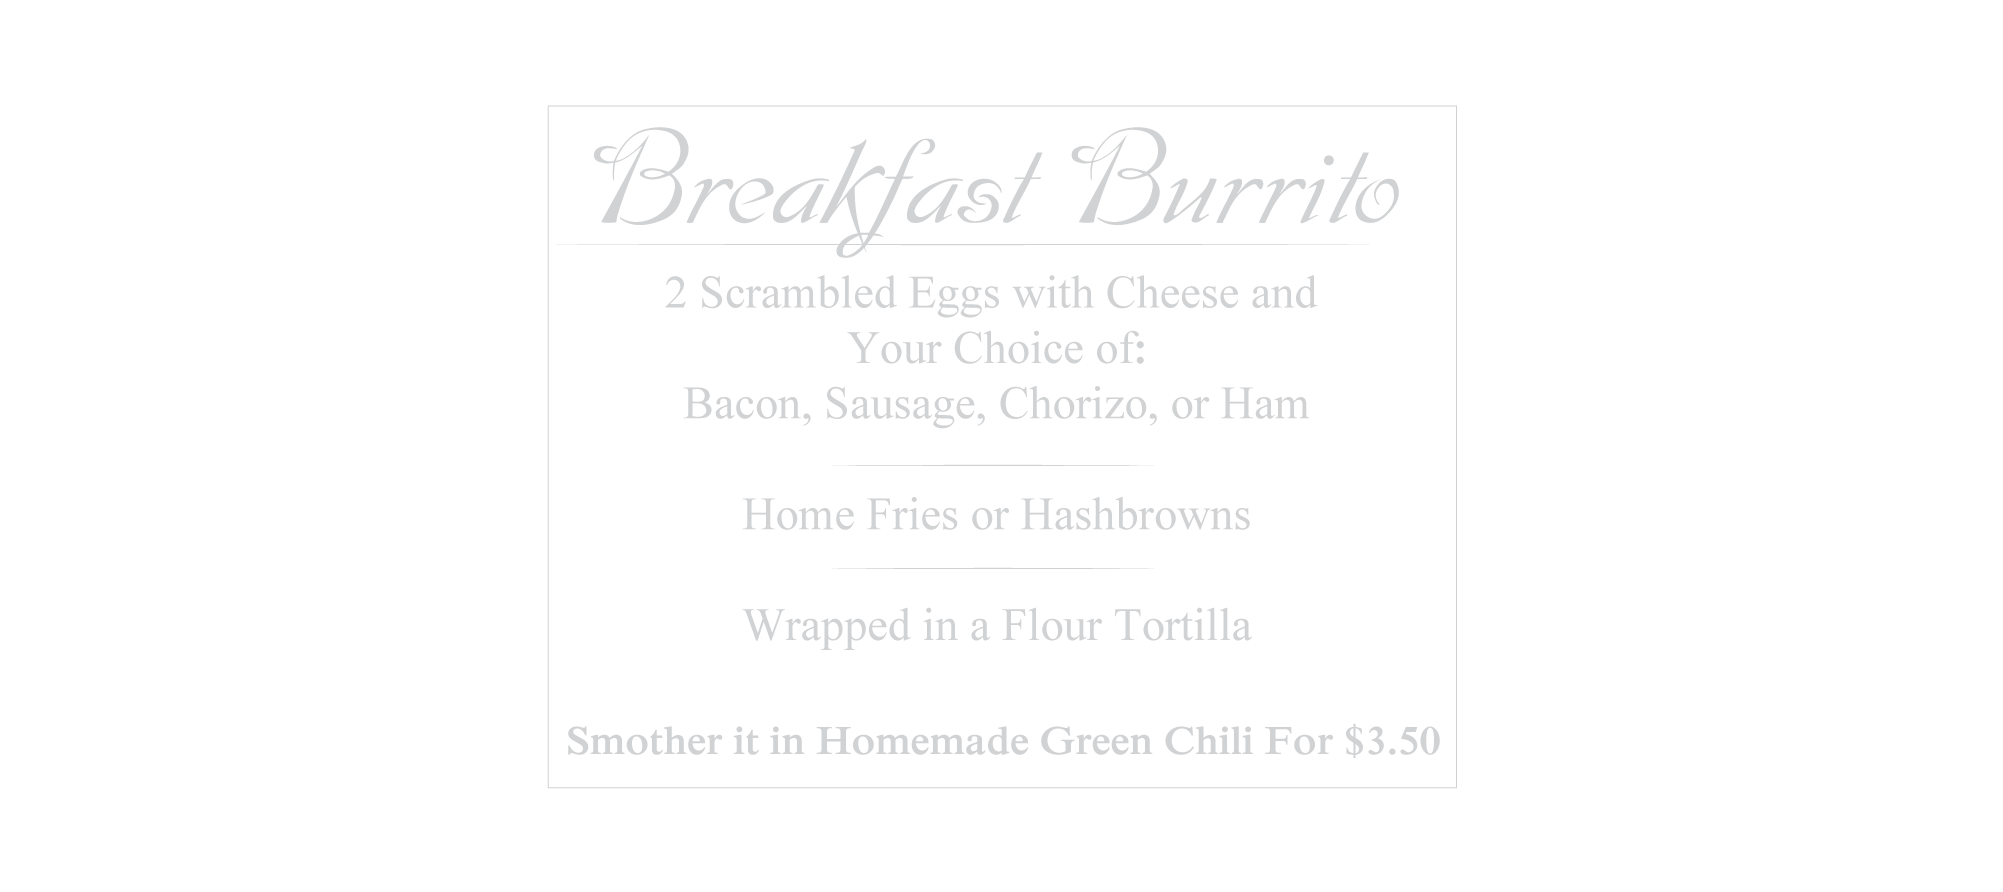 Breakfast Burrito
2 Scrambled Eggs with Cheese and
Your Choice of:
Bacon, Sausage, Chorizo, or Ham
Home Fries or Hashbrowns
Wrapped in a Flour Tortilla
Smother it in Homemade Green Chili For $3.50